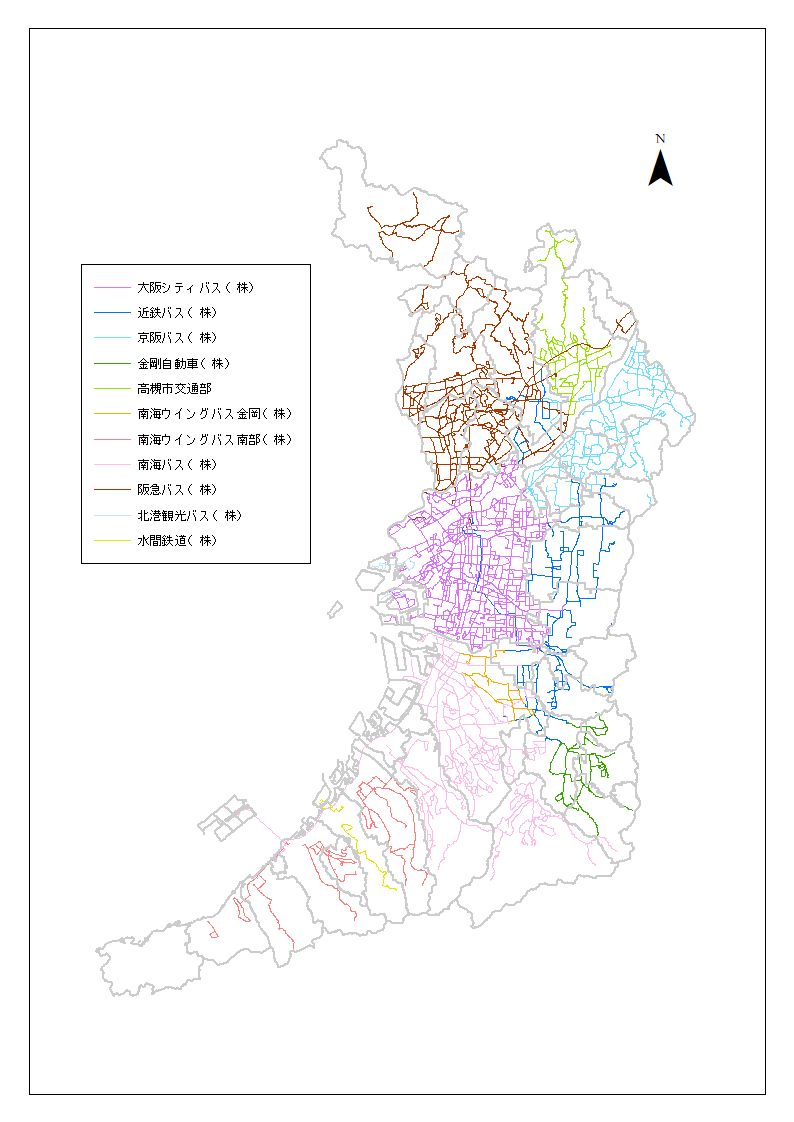 N
大阪シティバス(株)
近鉄バス(株)
京阪バス(株)
金剛自動車(株)
高槻市交通部
南海ウイングバス金岡(株)
南海ウイングバス南部(株)
南海バス(株)
阪急バス(株)
北港観光バス(株)
水間鉄道(株)